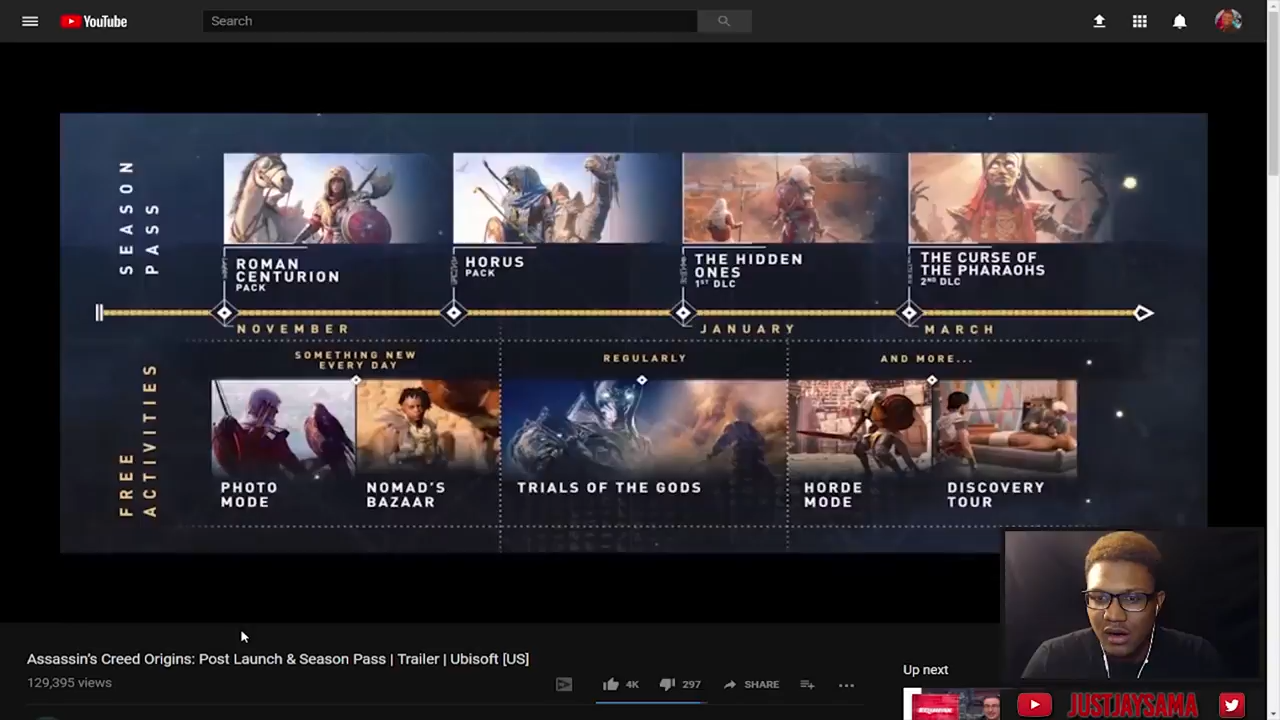 YouTube
Search
SEASON
PASS
ROMAN
CENTURION
PACK
HORUS
PACK
THE HIDDEN
ONES
1ST DLC
THE CURSE OF
THE PHARAOHS
2ND DLC
NOVEMBER
JANUARY
MARCH
FREE
ACTIVITIES
SOMETHING NEW
EVERY DAY
REGULARLY
AND MORE...
PHOTO
MODE
NOMAD'S
BAZAAR
TRIALS OF THE GODS
HORDE
MODE
DISCOVERY
TOUR
Assassin's Creed Origins: Post Launch & Season Pass | Trailer | Ubisoft [US]
129,395 views
4K
297
SHARE
Up next
JUSTJAYSAMA